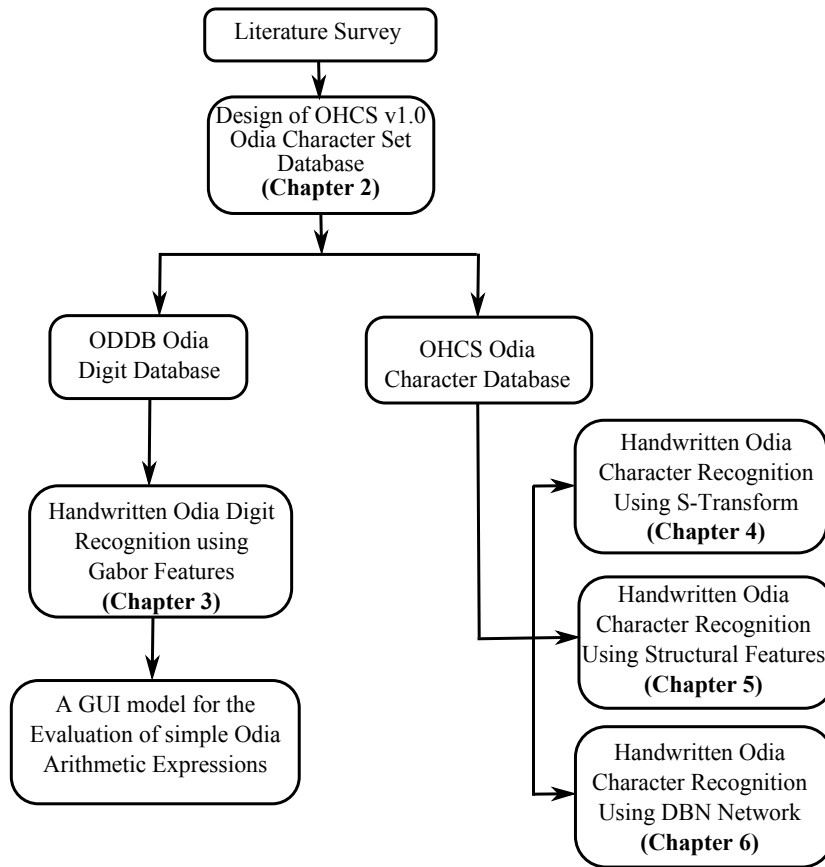 Literature Survey
Design of OHCS v1.0
Odia Character Set
Database
(Chapter 2)
ODDB Odia
Digit Database
OHCS Odia
Character Database
Handwritten Odia Digit
Recognition using
Gabor Features
(Chapter 3)
A GUI model for the
Evaluation of simple Odia
Arithmetic Expressions
Handwritten Odia
Character Recognition
Using S-Transform
(Chapter 4)
Handwritten Odia
Character Recognition
Using Structural Features
(Chapter 5)
Handwritten Odia
Character Recognition
Using DBN Network
(Chapter 6)